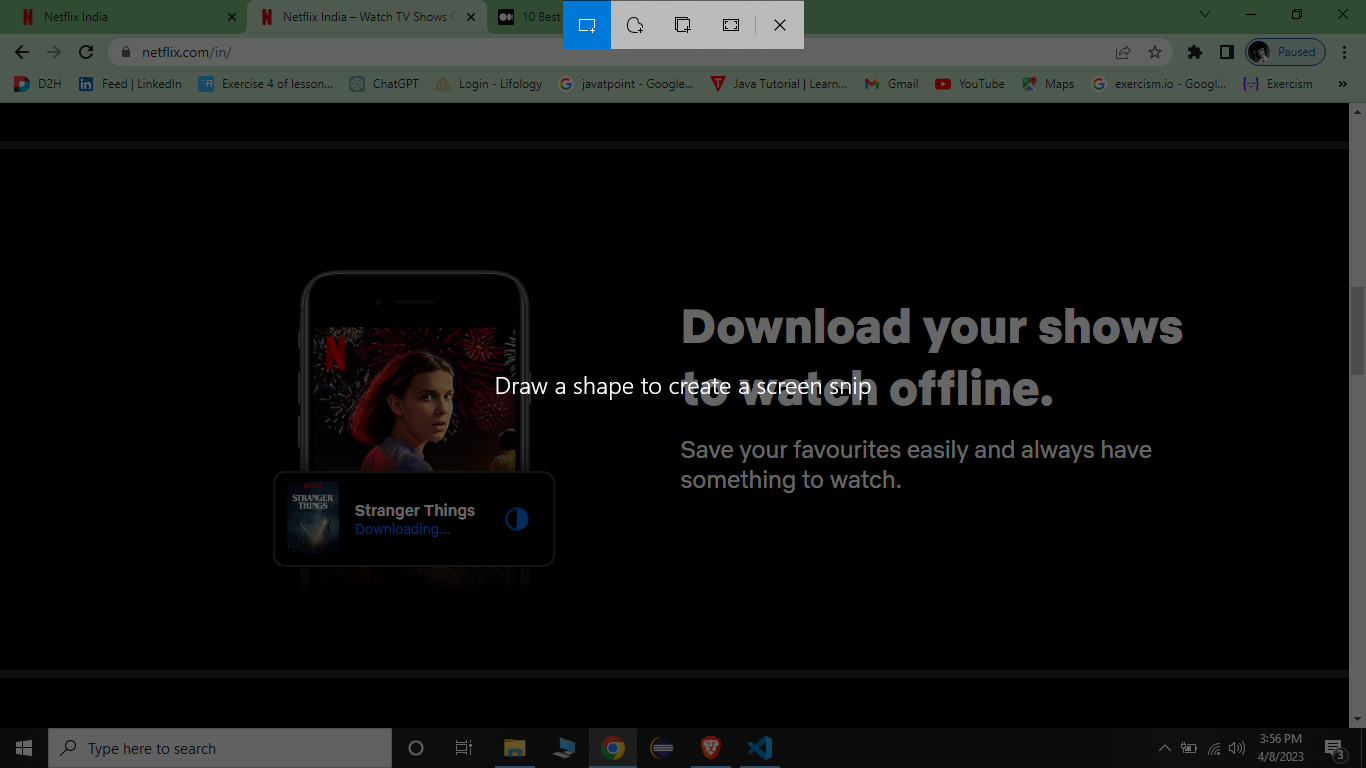 Netflix India
Netflix India – Watch TV Shows
10 Best
netflix.com/in/
Paused
D2H
Feed | LinkedIn
Exercise 4 of lesson...
ChatGPT
Login - Lifology
javatpoint - Google...
Java Tutorial | Learn...
Gmail
YouTube
Maps
exercism.io - Googl...
Exercism
»
Download your shows
to watch offline.
Draw a shape to create a screen snip
Save your favourites easily and always have
something to watch.
STRANGER
THINGS
Stranger Things
Downloading...
Type here to search
3:56 PM
4/8/2023
3